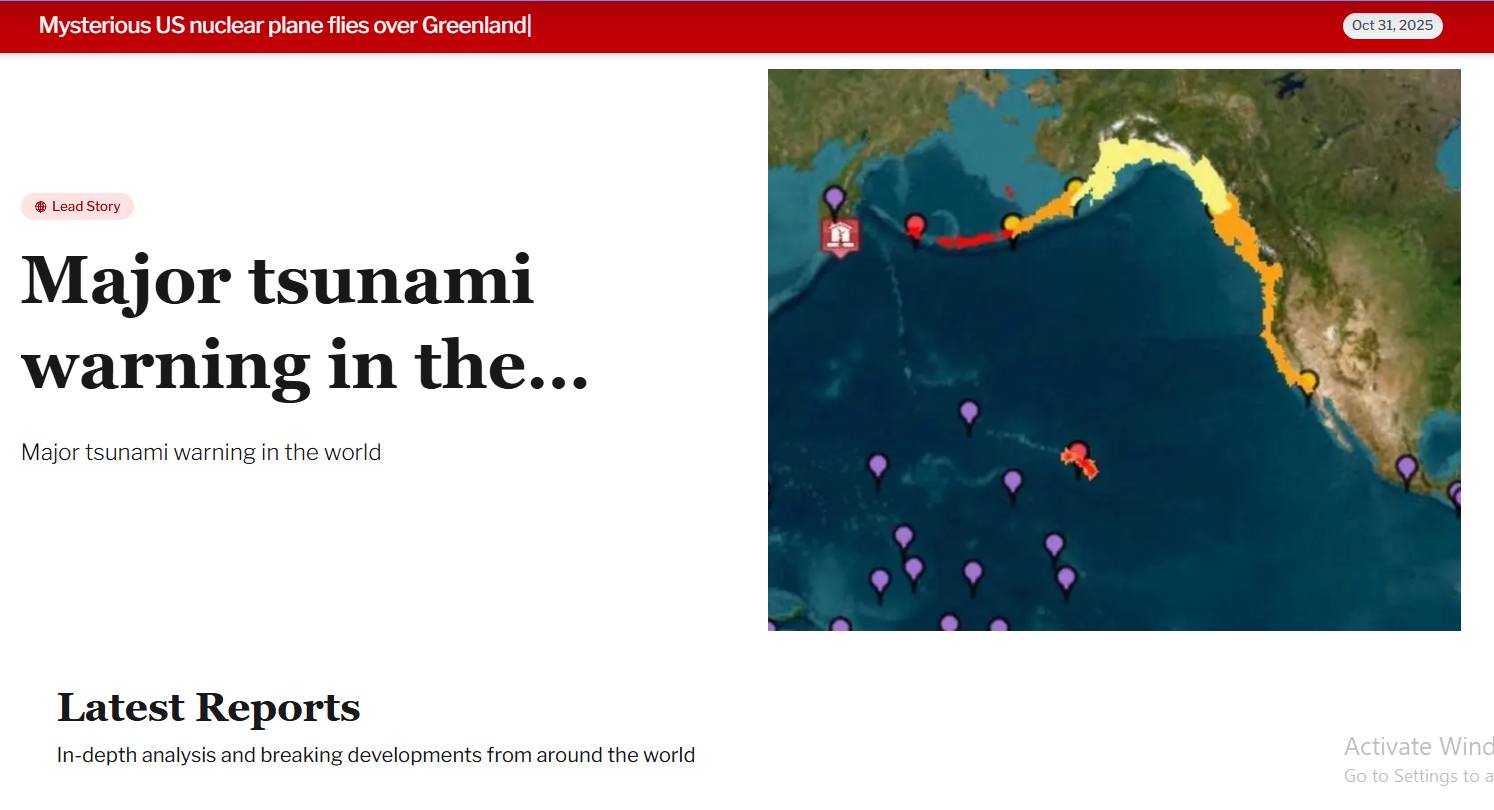 Mysterious US nuclear plane flies over Greenland|
Oct 31, 2025
Lead Story
Major tsunami
warning in the...
Major tsunami warning in the world
Latest Reports
In-depth analysis and breaking developments from around the world
Activate Wind
Go to Settings to a